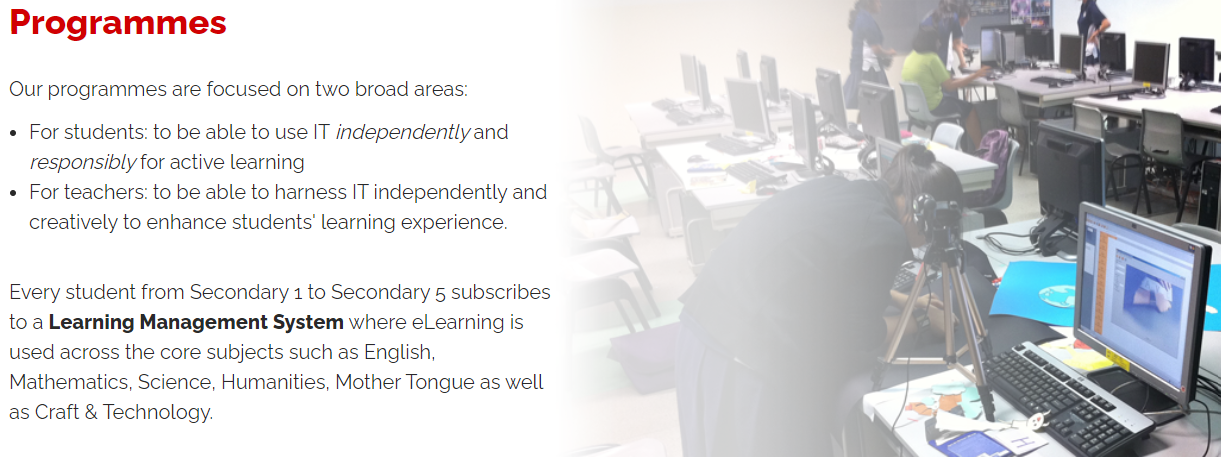 Programmes
Our programmes are focused on two broad areas:
• For students: to be able to use IT independently and
responsibly for active learning
• For teachers: to be able to harness IT independently and
creatively to enhance students' learning experience.
Every student from Secondary 1 to Secondary 5 subscribes
to a Learning Management System where eLearning is
used across the core subjects such as English,
Mathematics, Science, Humanities, Mother Tongue as well
as Craft & Technology.
H